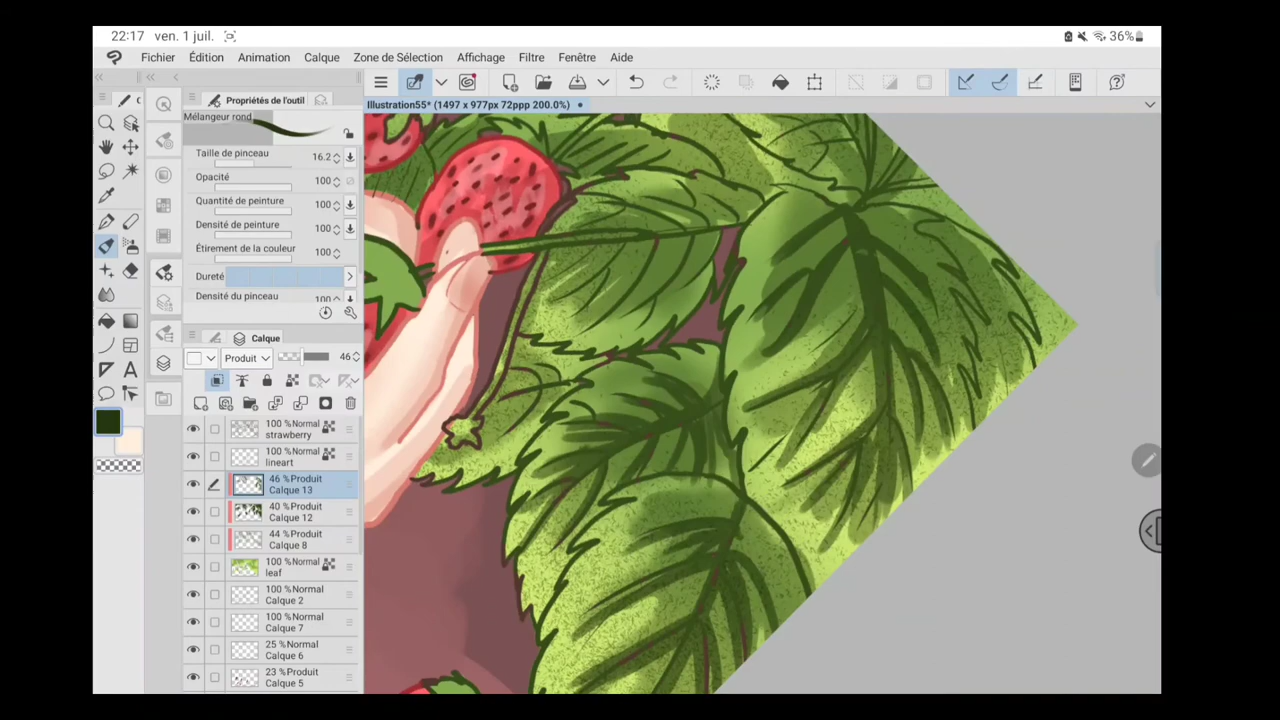 22:17 ven. 1 juil.
36%
Fichier Édition Animation Calque Zone de Sélection Affichage Filtre Fenêtre Aide
Propriétés de l'outil
Illustration55* (1497 x 977px 72ppp 200.0%)
Mélangeur rond
Taille de pinceau 16.2
Opacité 100
Quantité de peinture 100
Densité de peinture 100
Étirement de la couleur 100
Dureté
Densité du pinceau 100
Calque
Produit 46
100 %Normal
strawberry
100 %Normal
lineart
46 %Produit
Calque 13
40 %Produit
Calque 12
44 %Produit
Calque 8
100 %Normal
leaf
100 %Normal
Calque 2
100 %Normal
Calque 7
25 %Normal
Calque 6
23 %Produit
Calque 5